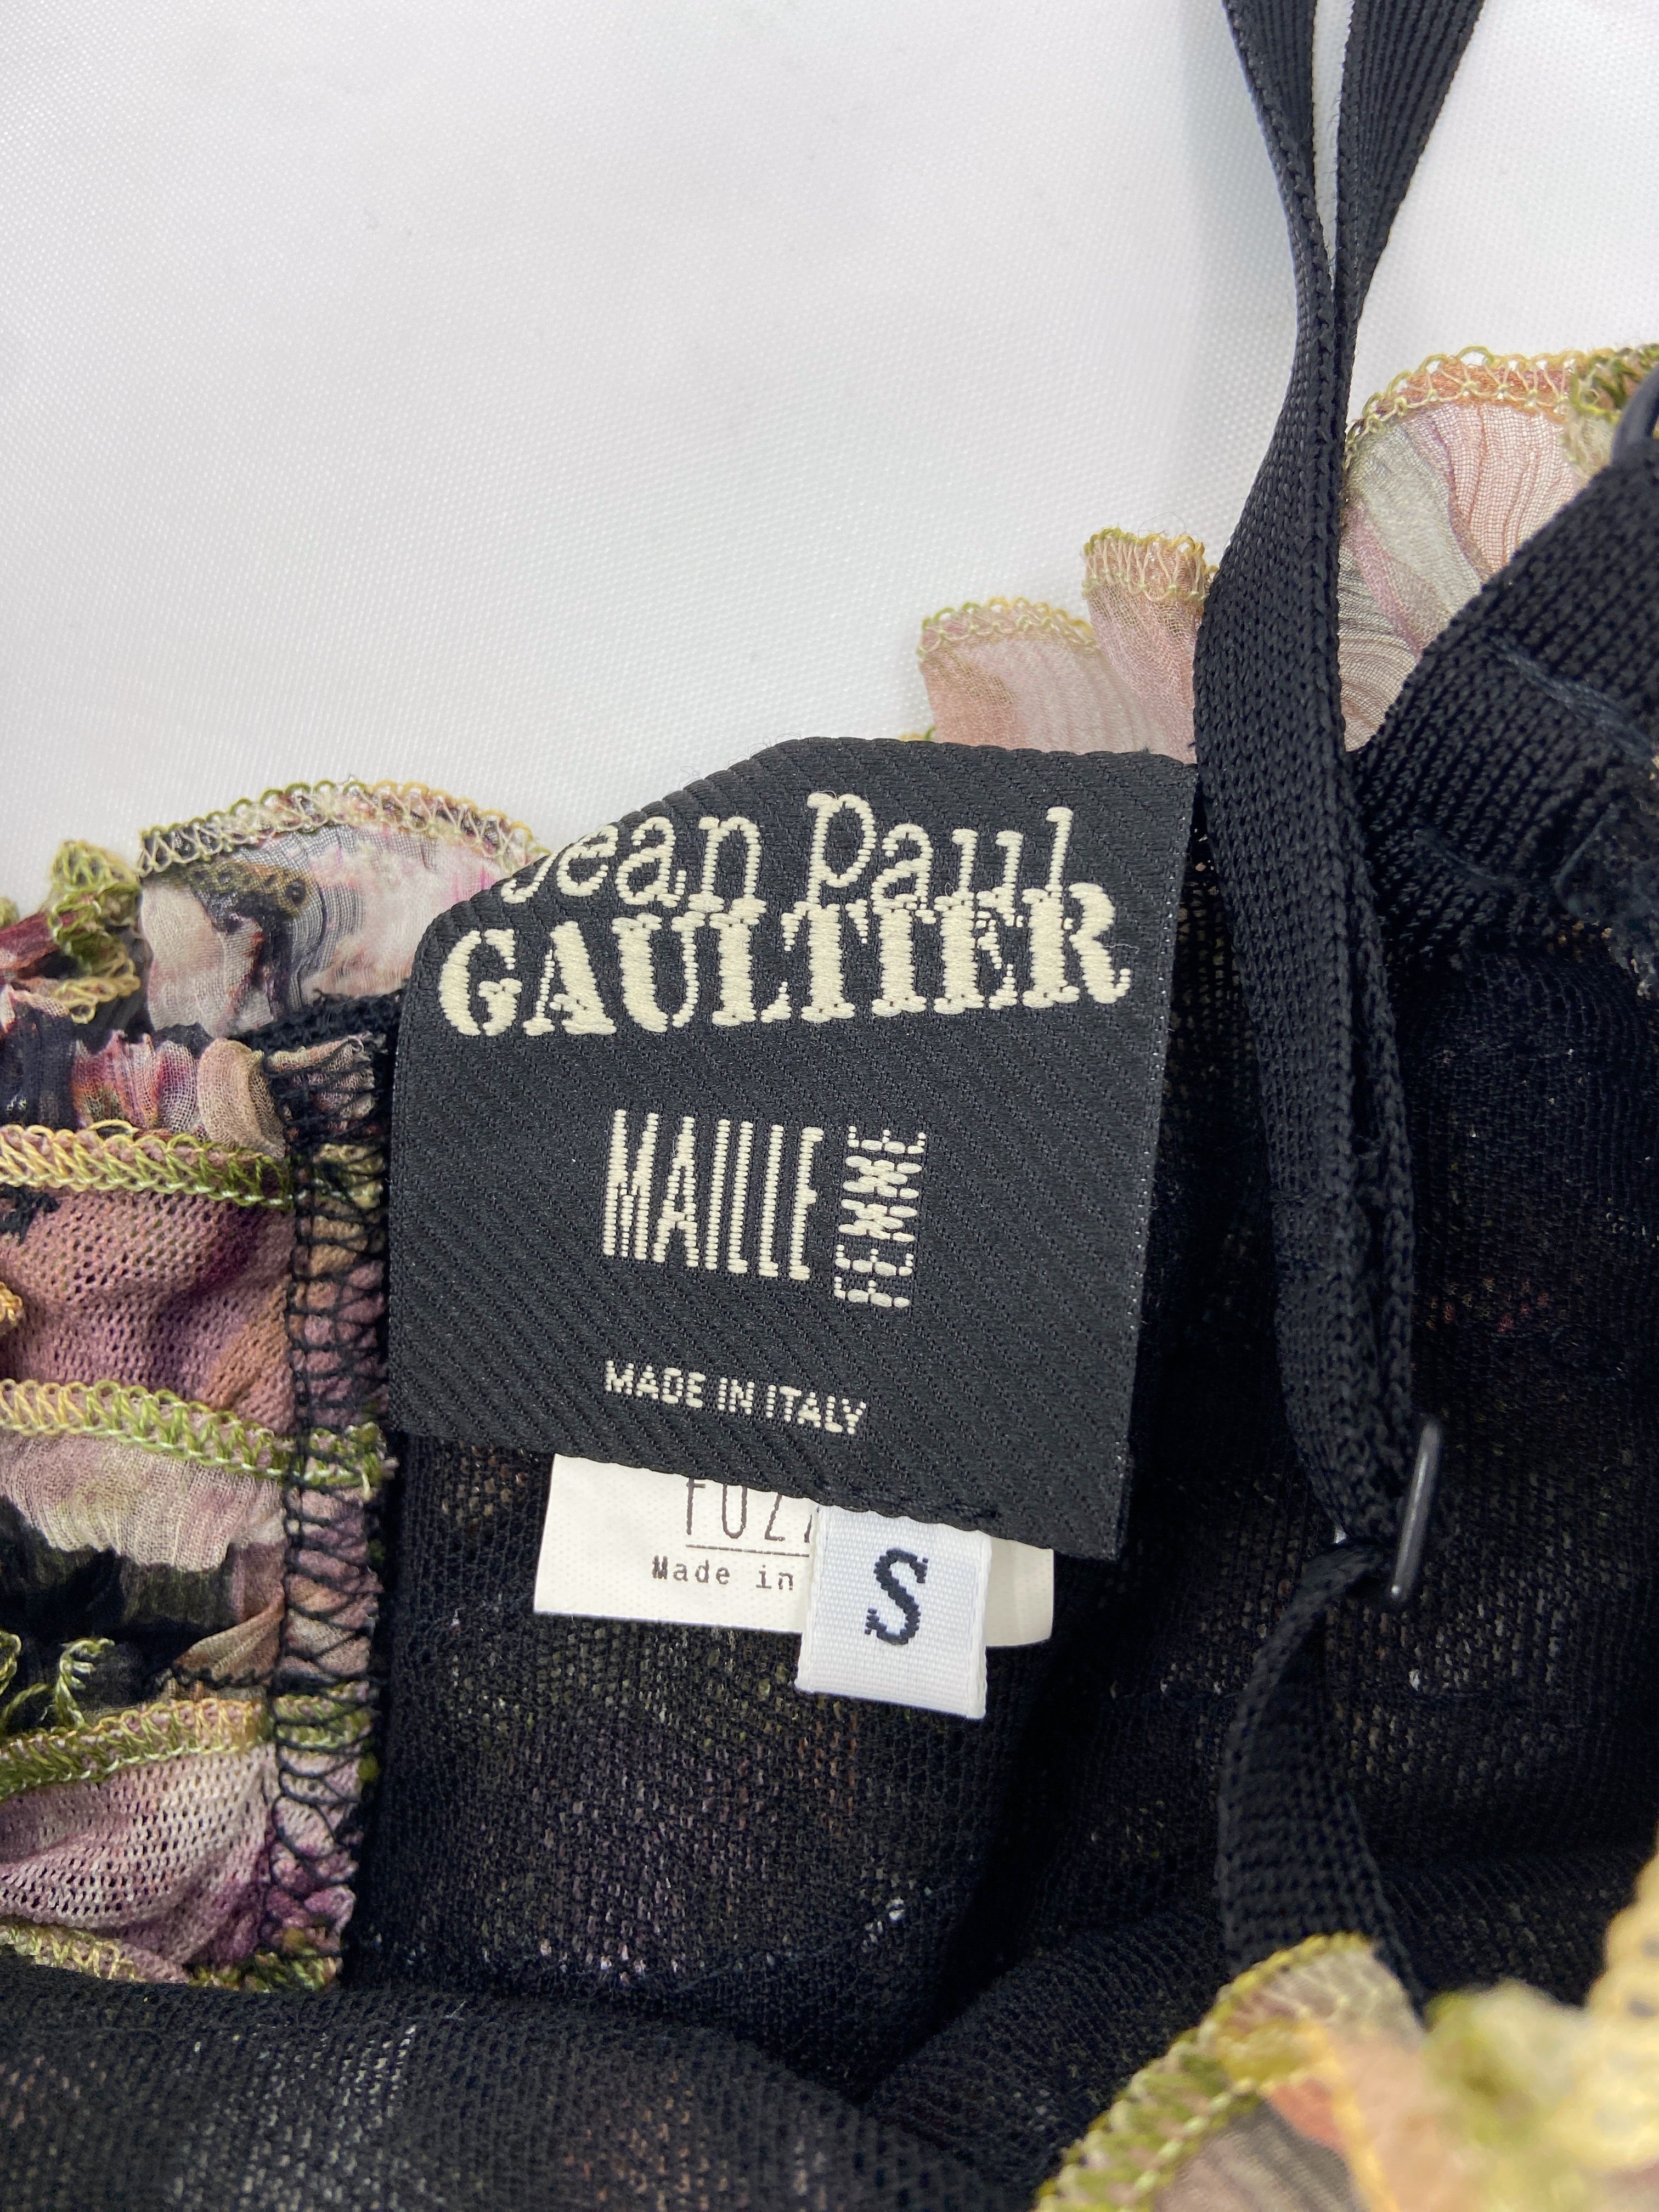 Jean Paul
GAULTIER
MAILLE FEMME
MADE IN ITALY
Made in
S